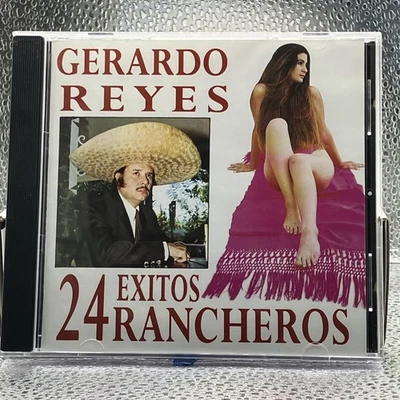 GERARDO
REYES
24 EXITOS
RANCHEROS